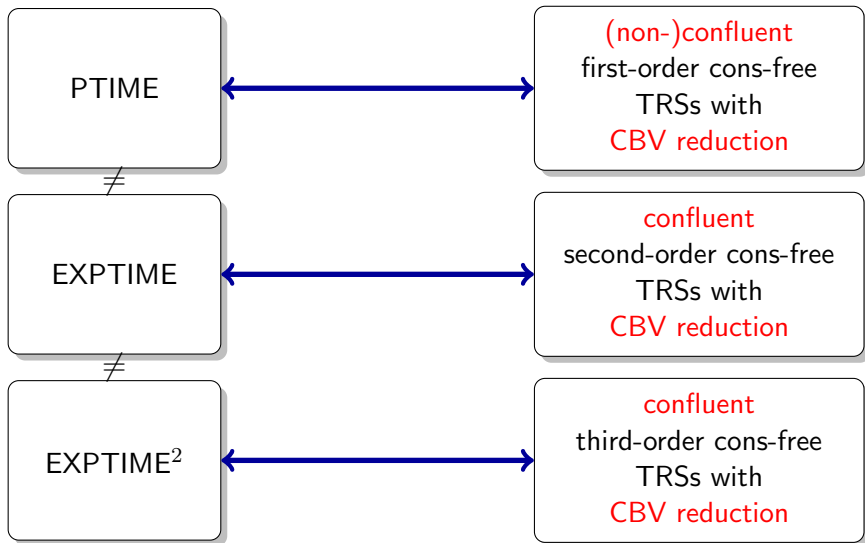 PTIME
(non-)confluent
first-order cons-free
TRSs with
CBV reduction
≠
EXPTIME
confluent
second-order cons-free
TRSs with
CBV reduction
≠
EXPTIME²
confluent
third-order cons-free
TRSs with
CBV reduction